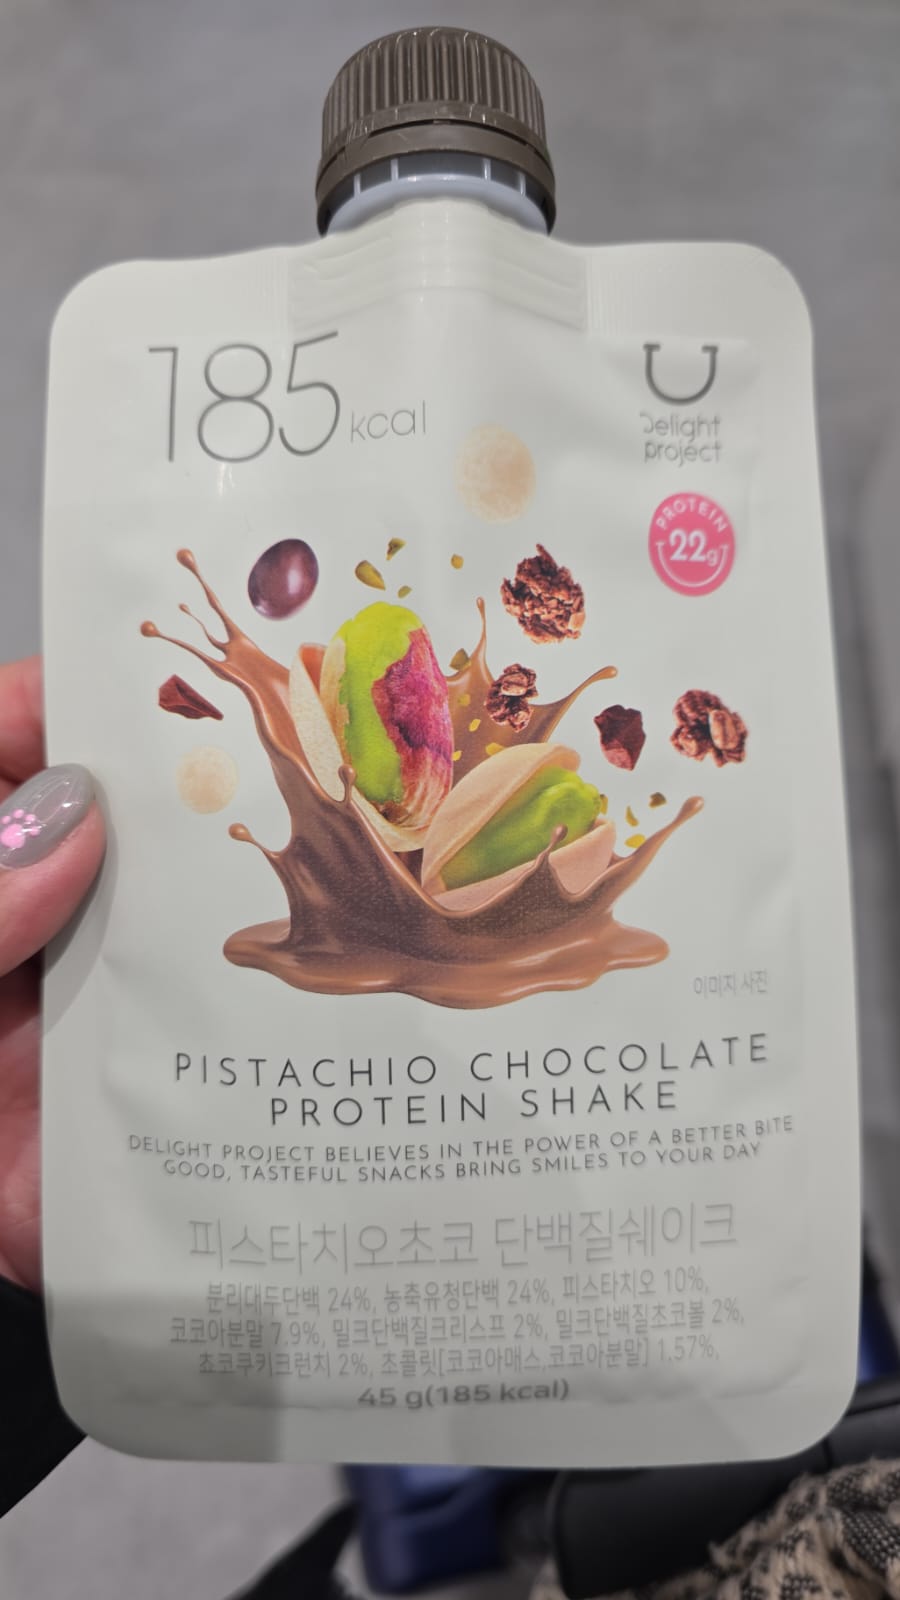 185 kcal
Delight
project
PROTEIN
22g
이미지 사진
PISTACHIO CHOCOLATE
PROTEIN SHAKE
DELIGHT PROJECT BELIEVES IN THE POWER OF A BETTER BITE
GOOD, TASTEFUL SNACKS BRING SMILES TO YOUR DAY
피스타치오초코 단백질쉐이크
분리대두단백 24%, 농축유청단백 24%, 피스타치오 10%,
코코아분말 7.9%, 밀크단백질크리스프 2%, 밀크단백질초코볼 2%,
쵸코쿠키크런치 2%, 초콜릿[코코아매스,코코아분말] 1.57%,
45 g(185 kcal)